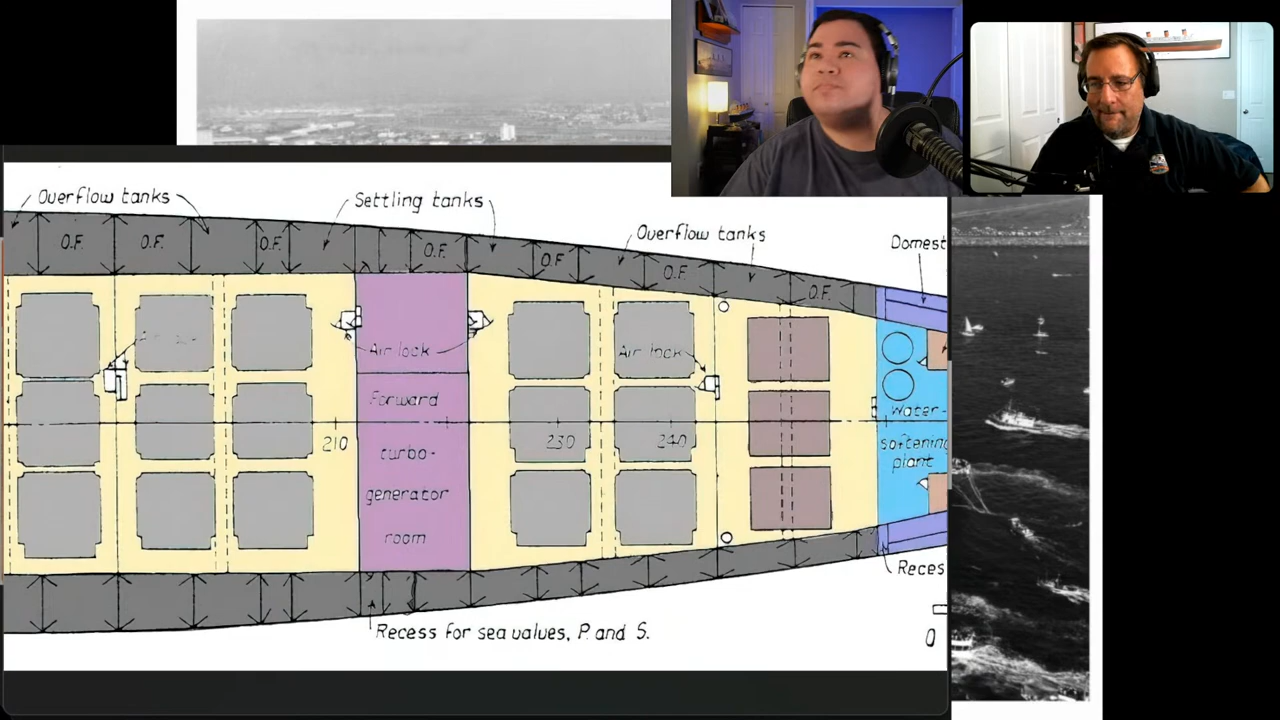 Overflow tanks
Settling tanks
Overflow tanks
Domest
O.F.
O.F.
O.F.
O.F.
O.F.
O.F.
O.F.
Air lock
Air lock
Forward
210
230
240
turbo-
generator
room
Water-
softening
plant
Reces
Recess for sea valves, P. and S.